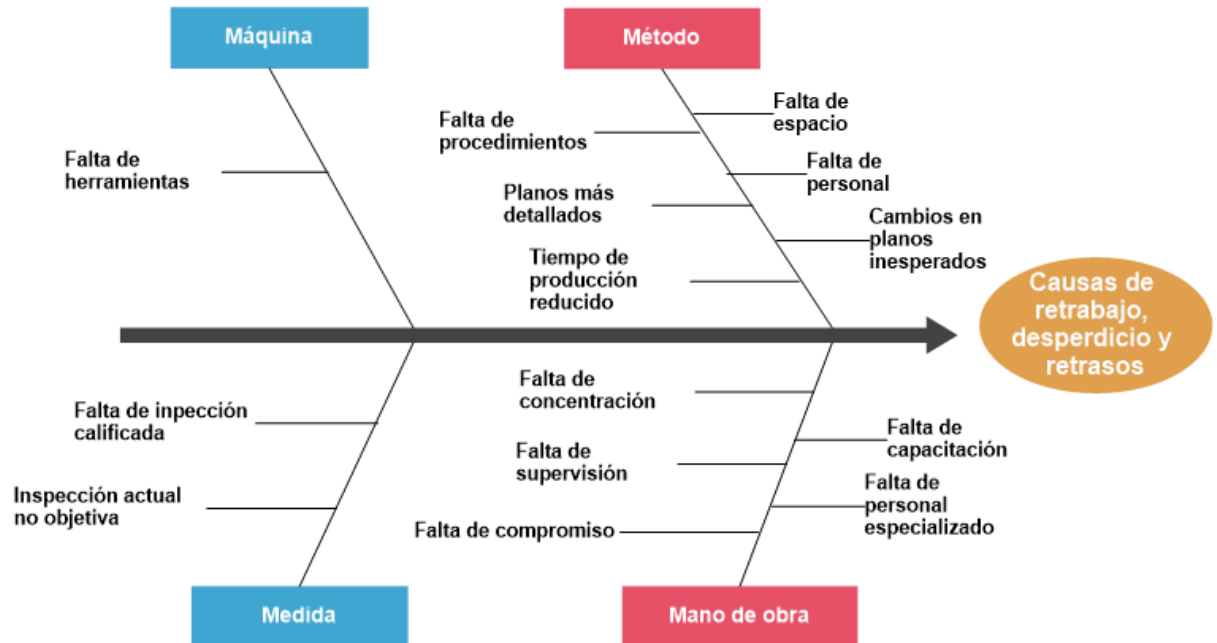 Máquina
Método
Falta de
herramientas
Falta de
procedimientos
Planos más
detallados
Tiempo de
producción
reducido
Falta de
espacio
Falta de
personal
Cambios en
planos
inesperados
Causas de
retrabajo,
desperdicio y
retrasos
Falta de inpección
calificada
Inspección actual
no objetiva
Falta de
concentración
Falta de
supervisión
Falta de compromiso
Falta de
capacitación
Falta de
personal
especializado
Medida
Mano de obra